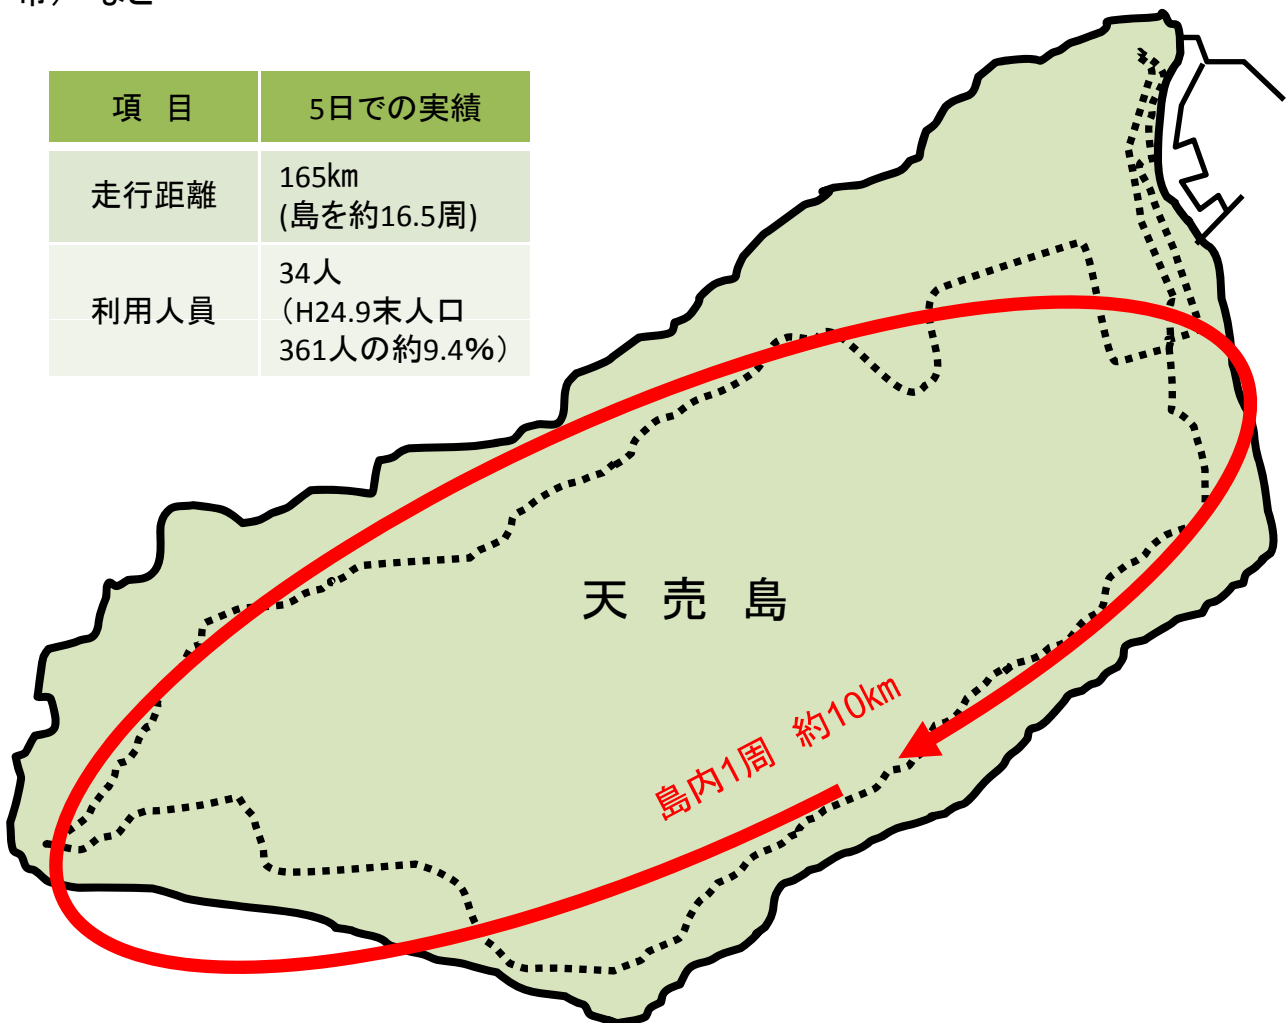 項 目 5日での実績
走行距離
165㎞
(島を約16.5周)
利用人員
34人
（H24.9末人口
361人の約9.4％）
天 売 島
島内1周 約10㎞